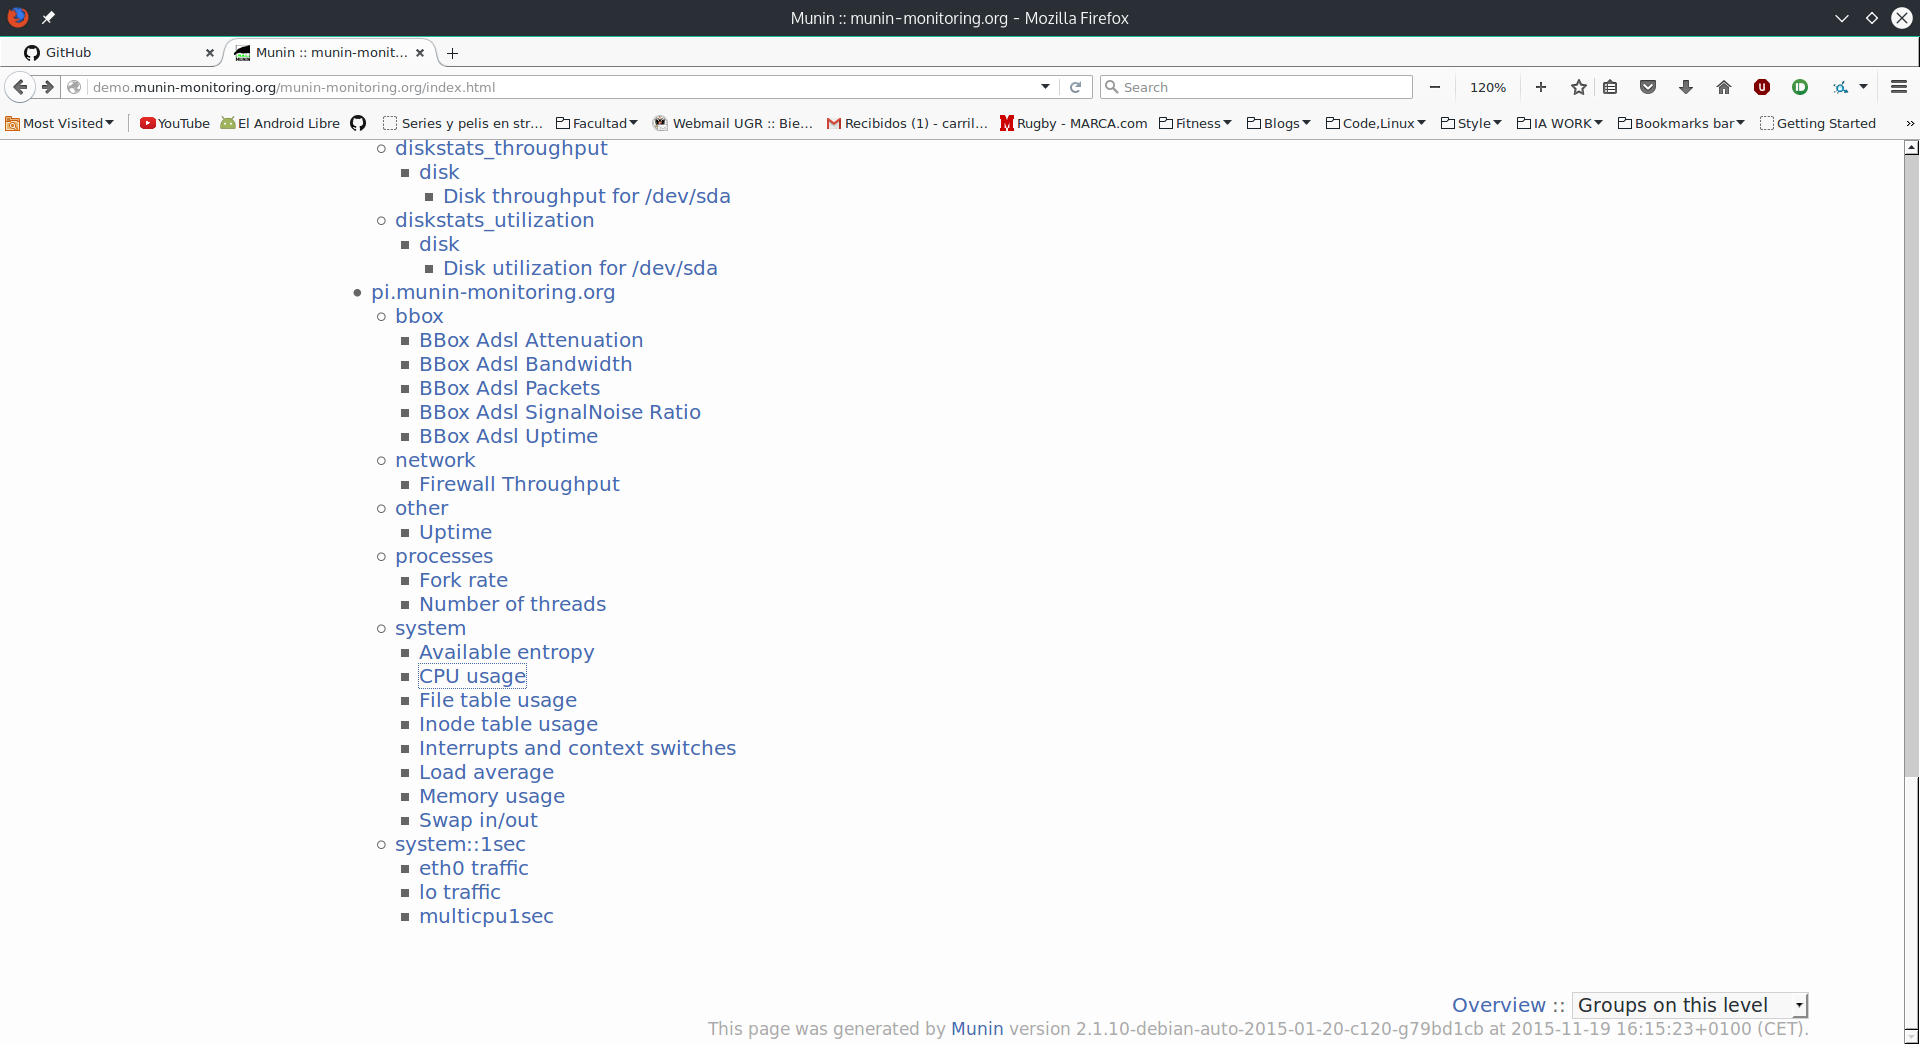 Munin :: munin-monitoring.org - Mozilla Firefox
GitHub
Munin :: munin-monit...
demo.munin-monitoring.org/munin-monitoring.org/index.html
Search
120%
Most Visited
YouTube
El Android Libre
Series y pelis en str...
Facultad
Webmail UGR :: Bie...
Recibidos (1) - carril...
Rugby - MARCA.com
Fitness
Blogs
Code,Linux
Style
IA WORK
Bookmarks bar
Getting Started
»
diskstats_throughput
disk
Disk throughput for /dev/sda
diskstats_utilization
disk
Disk utilization for /dev/sda
pi.munin-monitoring.org
bbox
BBox Adsl Attenuation
BBox Adsl Bandwidth
BBox Adsl Packets
BBox Adsl SignalNoise Ratio
BBox Adsl Uptime
network
Firewall Throughput
other
Uptime
processes
Fork rate
Number of threads
system
Available entropy
CPU usage
File table usage
Inode table usage
Interrupts and context switches
Load average
Memory usage
Swap in/out
system::1sec
eth0 traffic
lo traffic
multicpu1sec
Overview :: Groups on this level
This page was generated by Munin version 2.1.10-debian-auto-2015-01-20-c120-g79bd1cb at 2015-11-19 16:15:23+0100 (CET).